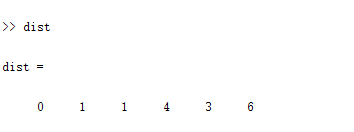 >> dist
dist =
0 1 1 4 3 6